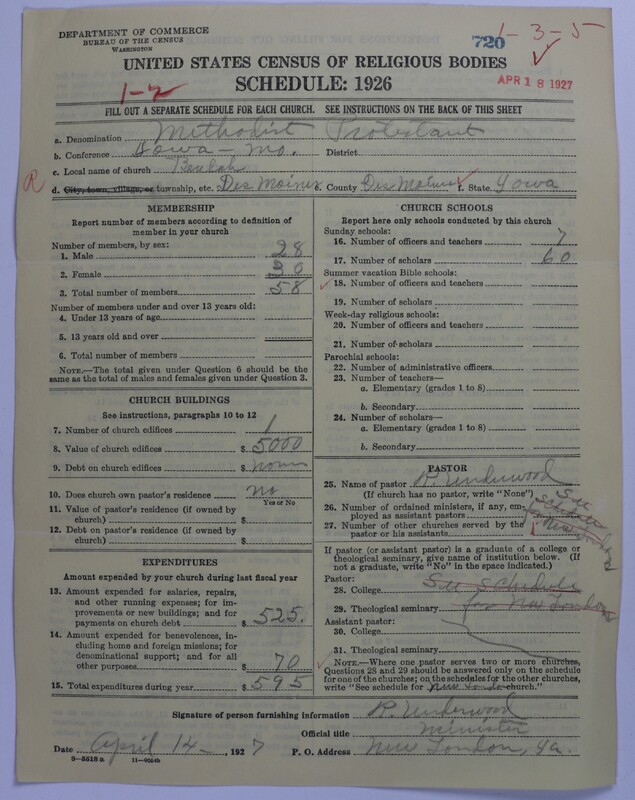 DEPARTMENT OF COMMERCE
BUREAU OF THE CENSUS
WASHINGTON
720
1-3-5
UNITED STATES CENSUS OF RELIGIOUS BODIES
SCHEDULE: 1926
1-2
APR 18 1927
FILL OUT A SEPARATE SCHEDULE FOR EACH CHURCH. SEE INSTRUCTIONS ON THE BACK OF THIS SHEET
a. Denomination Methodist Protestant
b. Conference Iowa - Mo. District
c. Local name of church Beulah
R d. City, town, village, or township, etc. Des Moines e. County Des Moines f. State Iowa
MEMBERSHIP
Report number of members according to definition of member in your church
Number of members, by sex:
1. Male 28
2. Female 30
3. Total number of members 58
Number of members under and over 13 years old:
4. Under 13 years of age
5. 13 years old and over
6. Total number of members
NOTE.—The total given under Question 6 should be the same as the total of males and females given under Question 3.
CHURCH BUILDINGS
See instructions, paragraphs 10 to 12
7. Number of church edifices 1
8. Value of church edifices $ 5000
9. Debt on church edifices $
10. Does church own pastor's residence No
Yes or No
11. Value of pastor's residence (if owned by church) $
12. Debt on pastor's residence (if owned by church) $
EXPENDITURES
Amount expended by your church during last fiscal year
13. Amount expended for salaries, repairs, and other running expenses; for improvements or new buildings; and for payments on church debt $ 525.
14. Amount expended for benevolences, including home and foreign missions; for denominational support; and for all other purposes $ 70
15. Total expenditures during year $ 595
CHURCH SCHOOLS
Report here only schools conducted by this church
Sunday schools:
16. Number of officers and teachers 7
17. Number of scholars 60
Summer vacation Bible schools:
18. Number of officers and teachers
19. Number of scholars
Week-day religious schools:
20. Number of officers and teachers
21. Number of scholars
Parochial schools:
22. Number of administrative officers
23. Number of teachers—
a. Elementary (grades 1 to 8)
b. Secondary
24. Number of scholars—
a. Elementary (grades 1 to 8)
b. Secondary
PASTOR
25. Name of pastor R. Underwood
(If church has no pastor, write "None")
26. Number of ordained ministers, if any, employed as assistant pastors
27. Number of other churches served by the pastor or his assistants 1
See Schedule for New London
If pastor (or assistant pastor) is a graduate of a college or theological seminary, give name of institution below. (If not a graduate, write "No" in the space indicated.)
Pastor:
28. College See Schedule
29. Theological seminary for New London
Assistant pastor:
30. College
31. Theological seminary
NOTE.—Where one pastor serves two or more churches, Questions 28 and 29 should be answered only on the schedule for one of the churches; on the schedules for the other churches, write "See schedule for New London church."
Signature of person furnishing information R. Underwood
Official title Minister
Date April 14 , 1927 P. O. Address New London, Ia.
9-5518 a